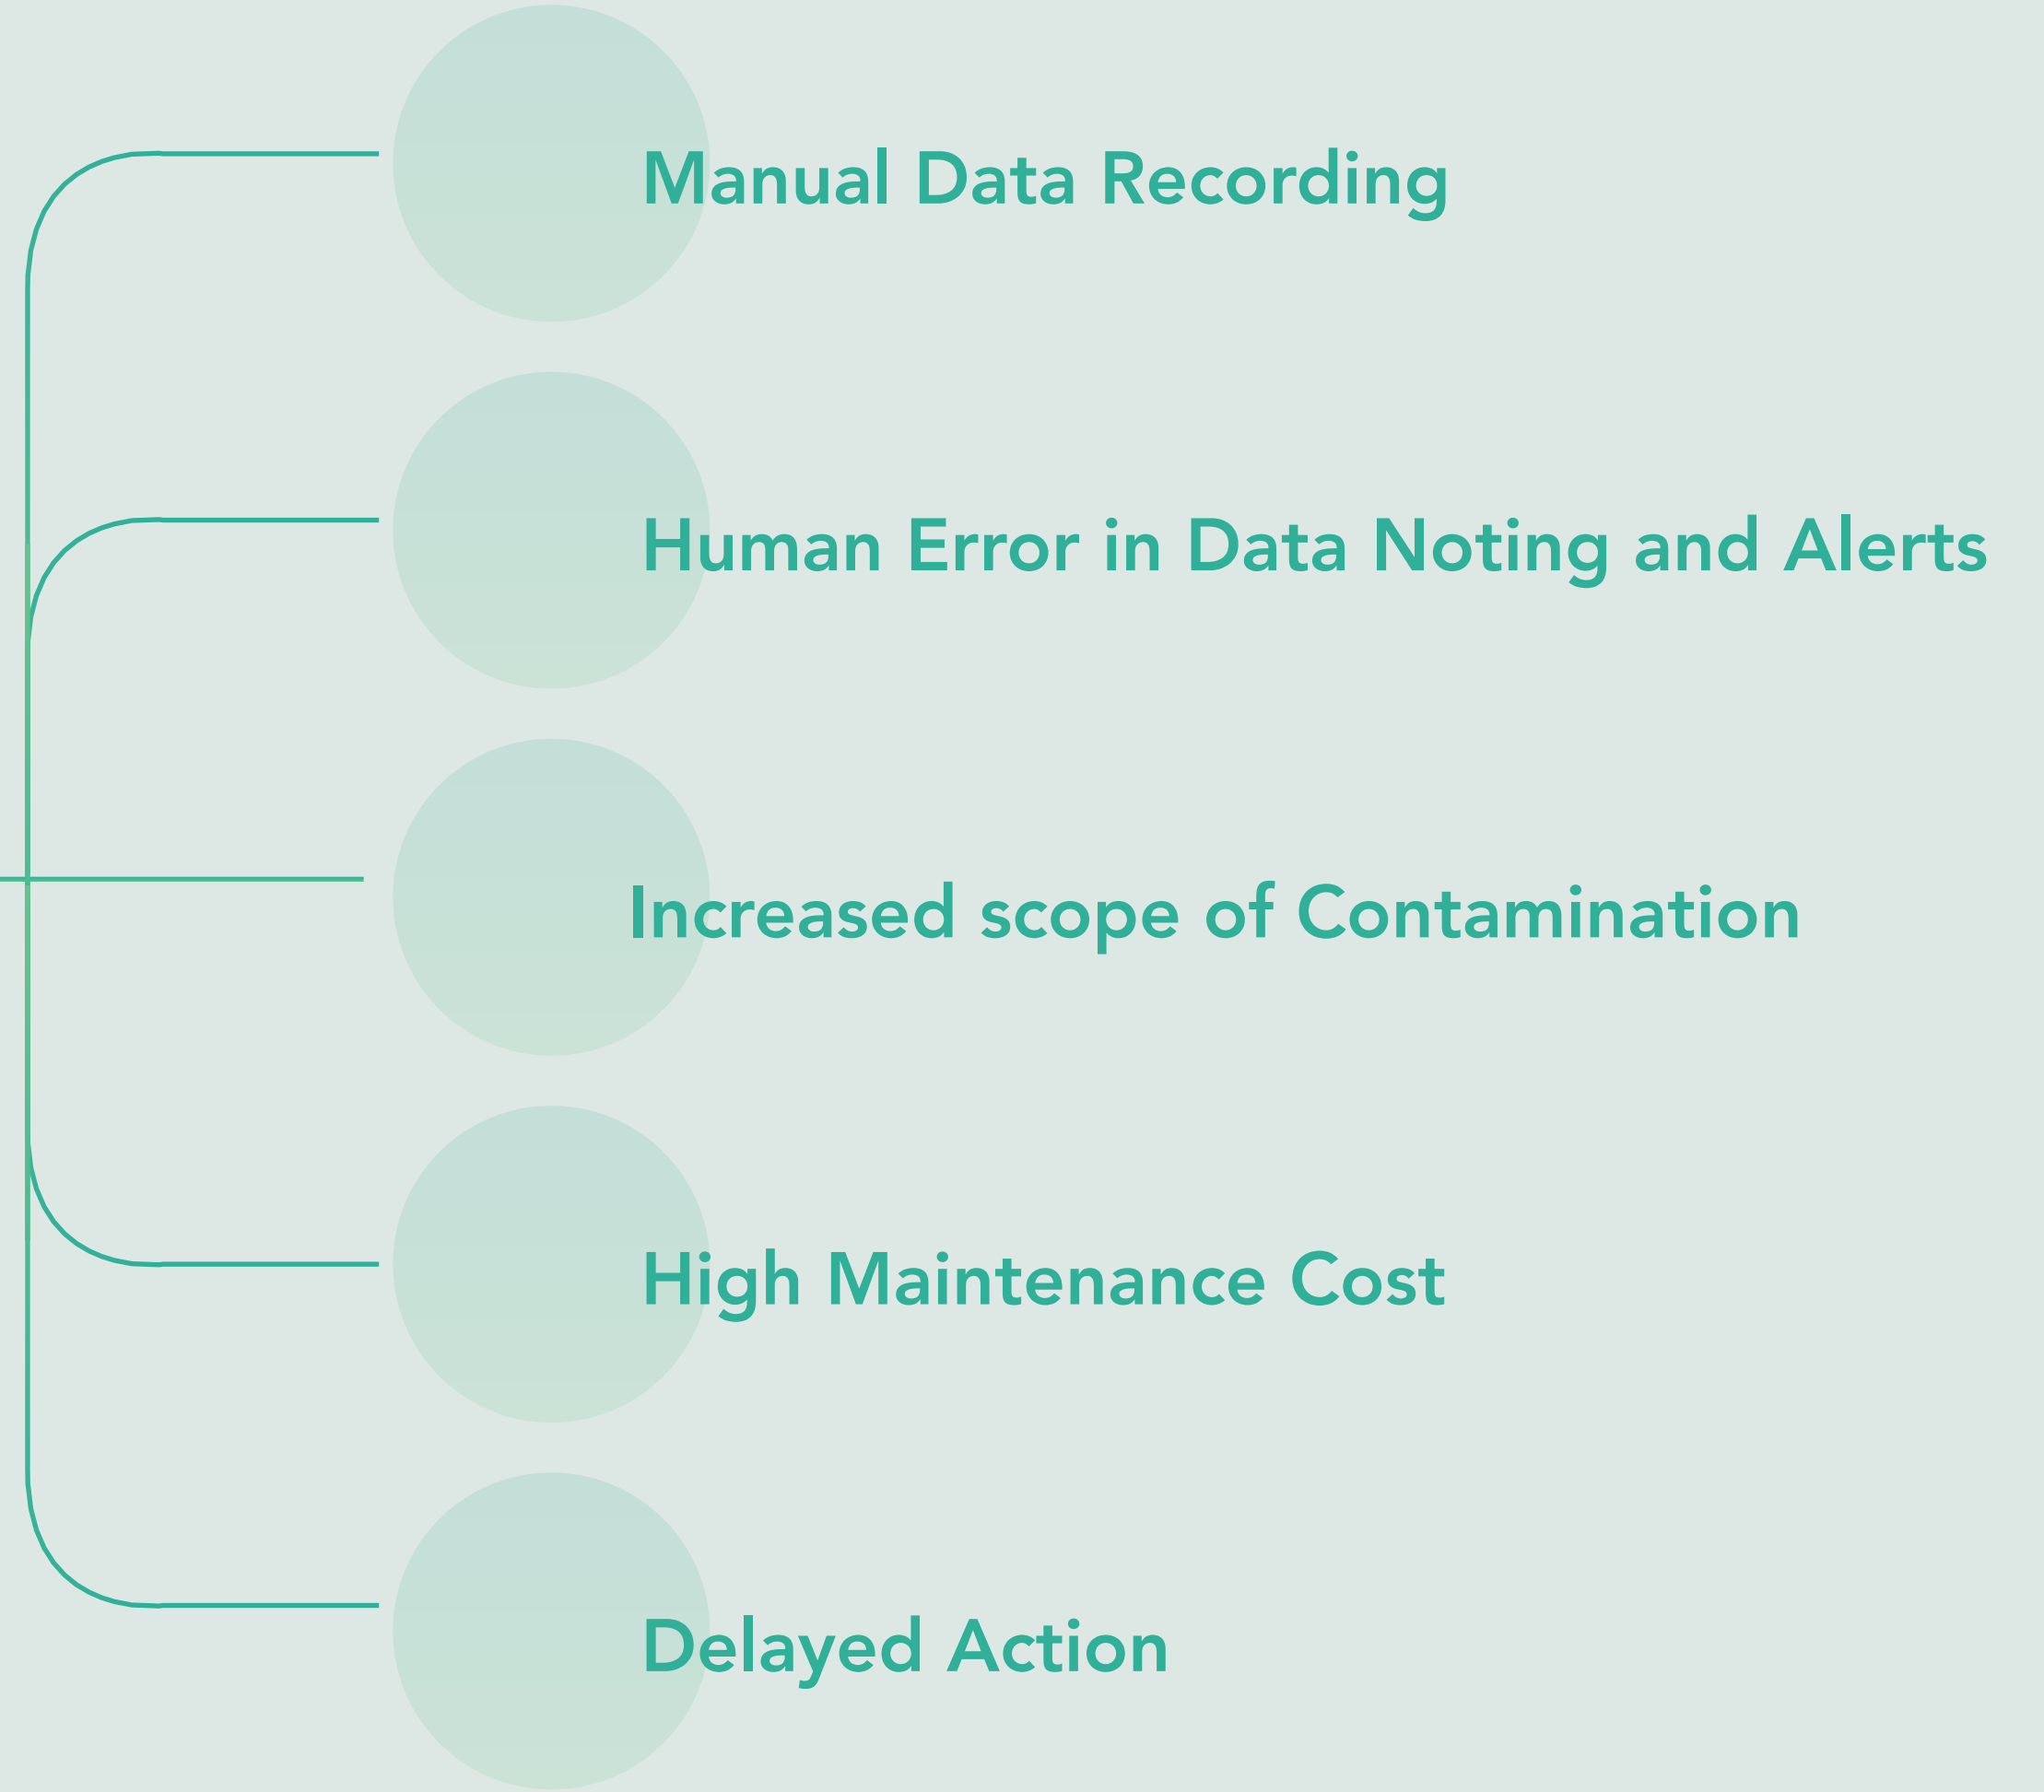 Manual Data Recording
Human Error in Data Noting and Alerts
Increased scope of Contamination
High Maintenance Cost
Delayed Action